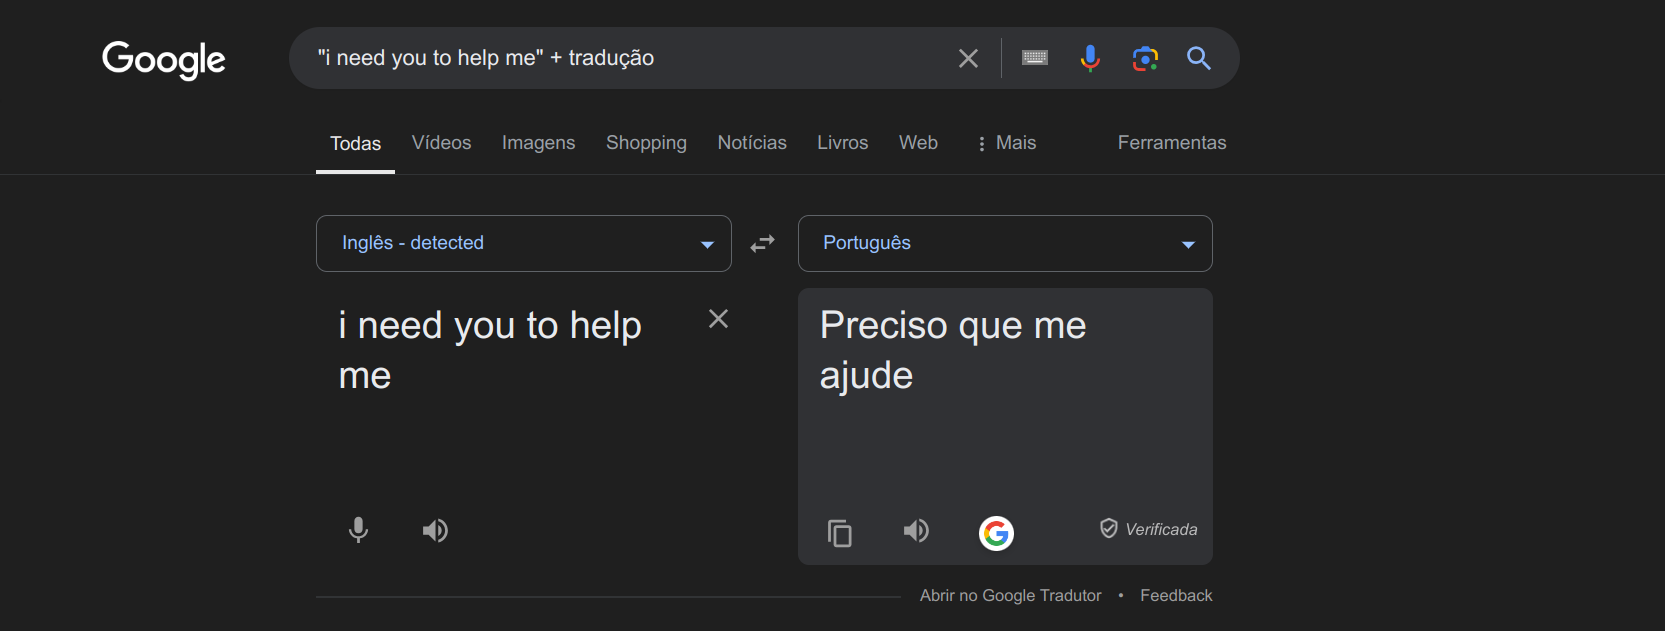 Google
"i need you to help me" + tradução
Todas Vídeos Imagens Shopping Notícias Livros Web Mais Ferramentas
Inglês - detected
Português
i need you to help
me
Preciso que me
ajude
Verificada
Abrir no Google Tradutor • Feedback